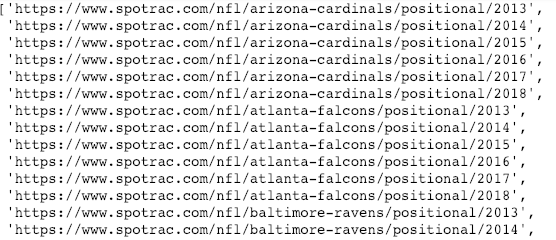 ['https://www.spotrac.com/nfl/arizona-cardinals/positional/2013',
'https://www.spotrac.com/nfl/arizona-cardinals/positional/2014',
'https://www.spotrac.com/nfl/arizona-cardinals/positional/2015',
'https://www.spotrac.com/nfl/arizona-cardinals/positional/2016',
'https://www.spotrac.com/nfl/arizona-cardinals/positional/2017',
'https://www.spotrac.com/nfl/arizona-cardinals/positional/2018',
'https://www.spotrac.com/nfl/atlanta-falcons/positional/2013',
'https://www.spotrac.com/nfl/atlanta-falcons/positional/2014',
'https://www.spotrac.com/nfl/atlanta-falcons/positional/2015',
'https://www.spotrac.com/nfl/atlanta-falcons/positional/2016',
'https://www.spotrac.com/nfl/atlanta-falcons/positional/2017',
'https://www.spotrac.com/nfl/atlanta-falcons/positional/2018',
'https://www.spotrac.com/nfl/baltimore-ravens/positional/2013',
'https://www.spotrac.com/nfl/baltimore-ravens/positional/2014',